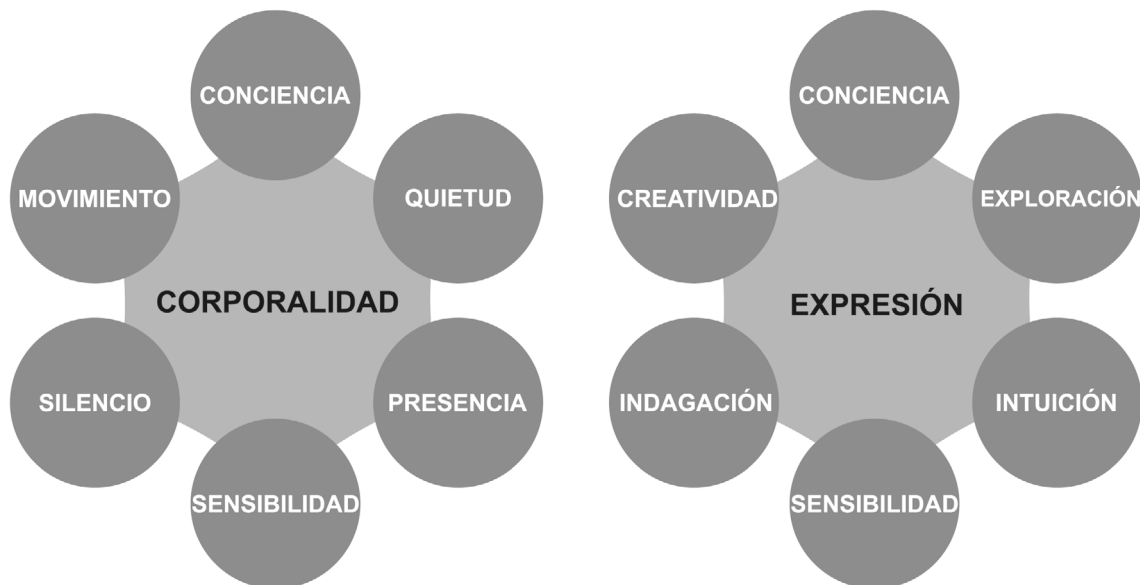 CONCIENCIA
MOVIMIENTO
QUIETUD
CORPORALIDAD
SILENCIO
PRESENCIA
SENSIBILIDAD
CONCIENCIA
CREATIVIDAD
EXPLORACIÓN
EXPRESIÓN
INDAGACIÓN
INTUICIÓN
SENSIBILIDAD